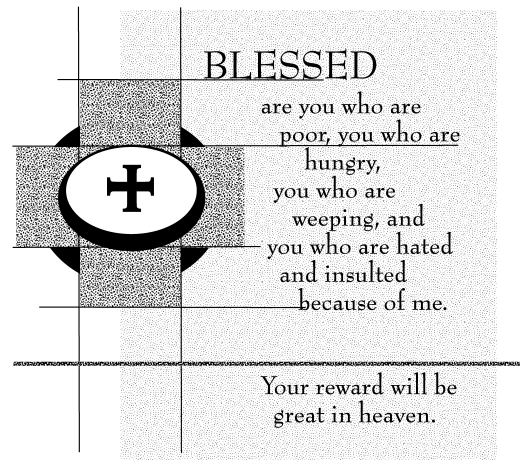 BLESSED
are you who are
poor, you who are
hungry,
you who are
weeping, and
you who are hated
and insulted
because of me.
Your reward will be
great in heaven.